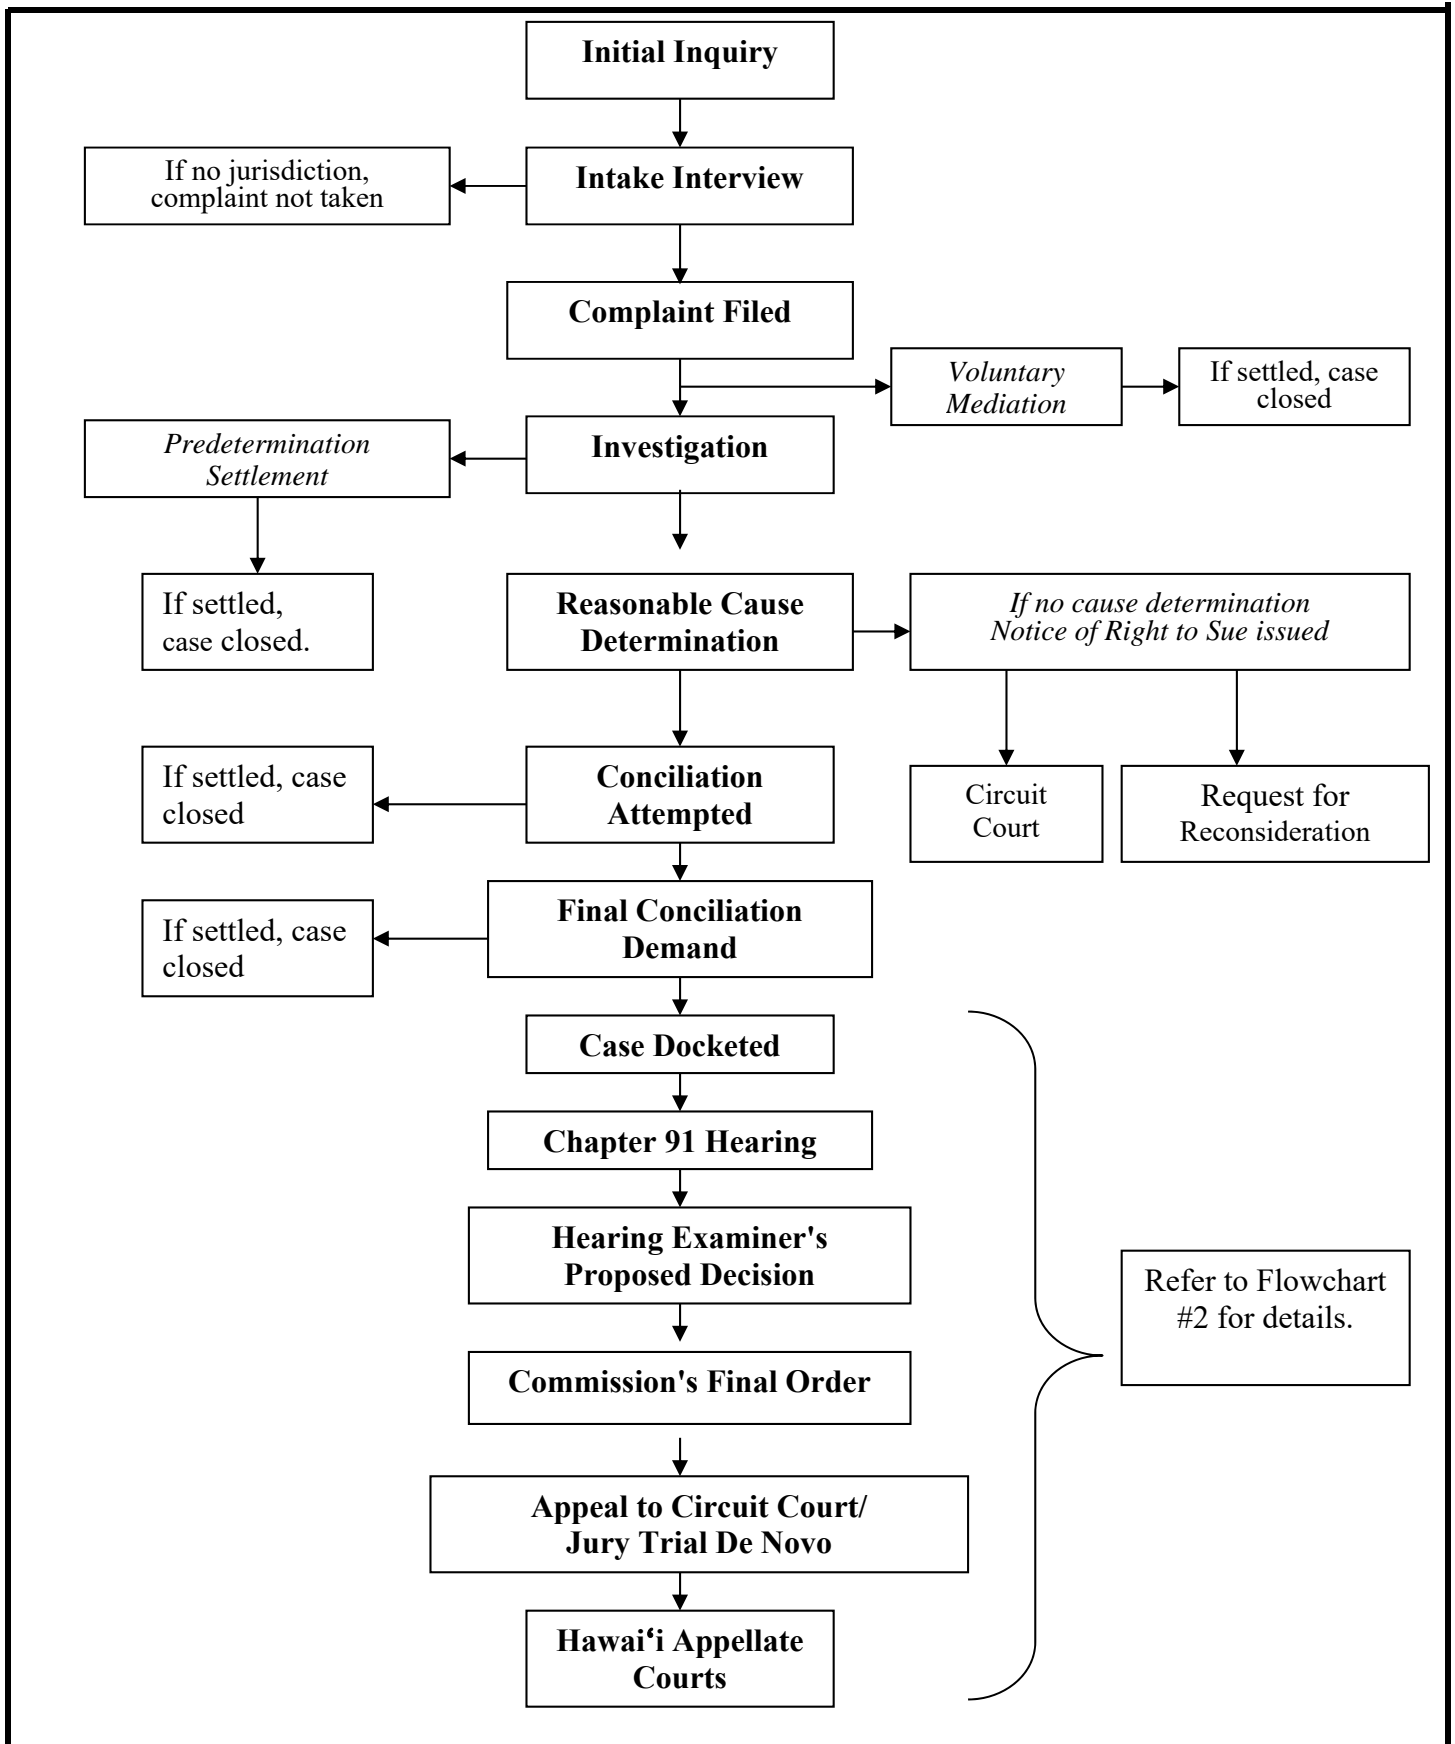 Initial Inquiry
If no jurisdiction,
complaint not taken
Intake Interview
Complaint Filed
Voluntary
Mediation
If settled, case
closed
Predetermination
Settlement
Investigation
If settled,
case closed.
Reasonable Cause
Determination
If no cause determination
Notice of Right to Sue issued
If settled, case
closed
Conciliation
Attempted
Circuit
Court
Request for
Reconsideration
If settled, case
closed
Final Conciliation
Demand
Case Docketed
Chapter 91 Hearing
Hearing Examiner's
Proposed Decision
Refer to Flowchart
#2 for details.
Commission's Final Order
Appeal to Circuit Court/
Jury Trial De Novo
Hawaiʻi Appellate
Courts